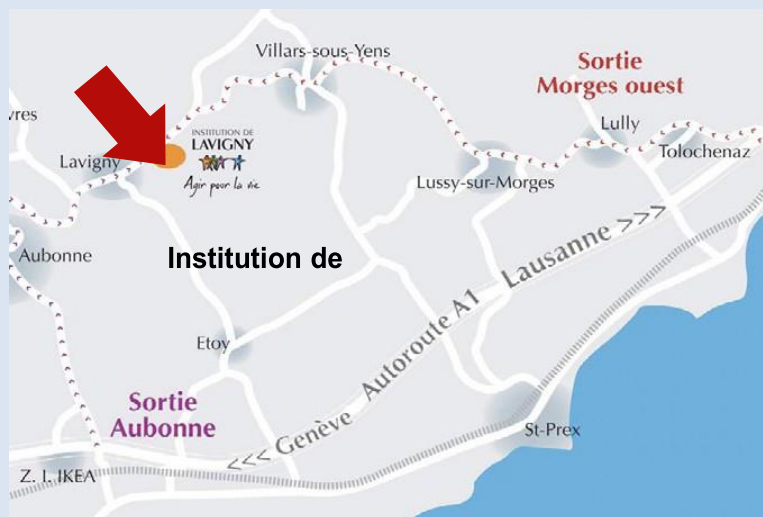 Villars-sous-Yens
Sortie
Morges ouest
vres
INSTITUTION DE
LAVIGNY
Agir pour la vie
Lully
Tolochenaz
Lavigny
Lussy-sur-Morges
Aubonne
Institution de
<<< Genève Autoroute A1 Lausanne >>>
Etoy
Sortie
Aubonne
St-Prex
Z. I. IKEA